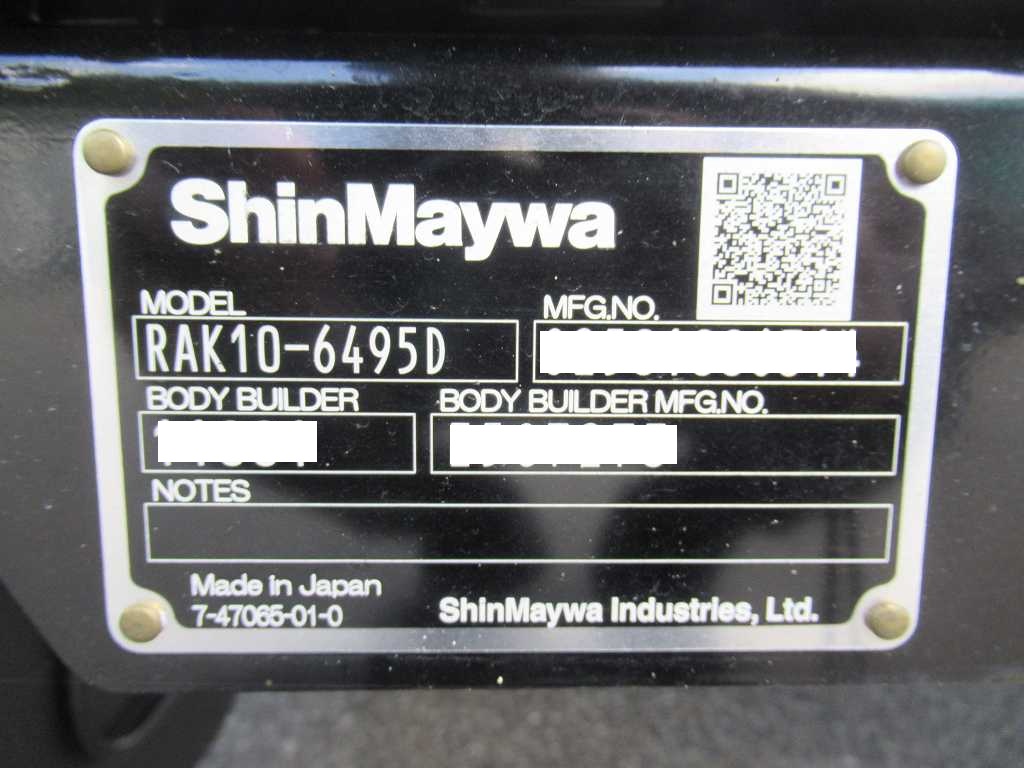 ShinMaywa
MODEL
MFG.NO.
RAK10-6495D
BODY BUILDER
BODY BUILDER MFG.NO.
NOTES
Made in Japan
7-47065-01-0
ShinMaywa Industries, Ltd.